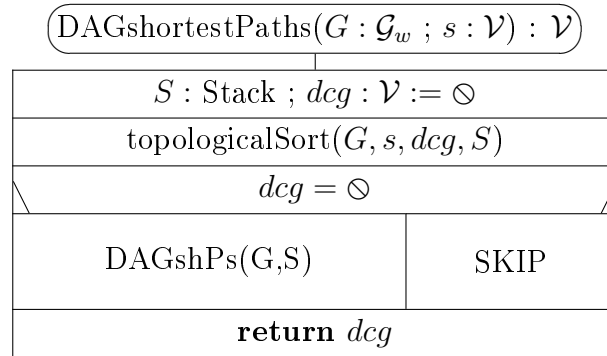 DAGshortestPaths(G : 𝒢_w ; s : 𝒱) : 𝒱
S : Stack ; dcg : 𝒱 := ⦸
topologicalSort(G, s, dcg, S)
dcg = ⦸
DAGshPs(G,S)
SKIP
return dcg